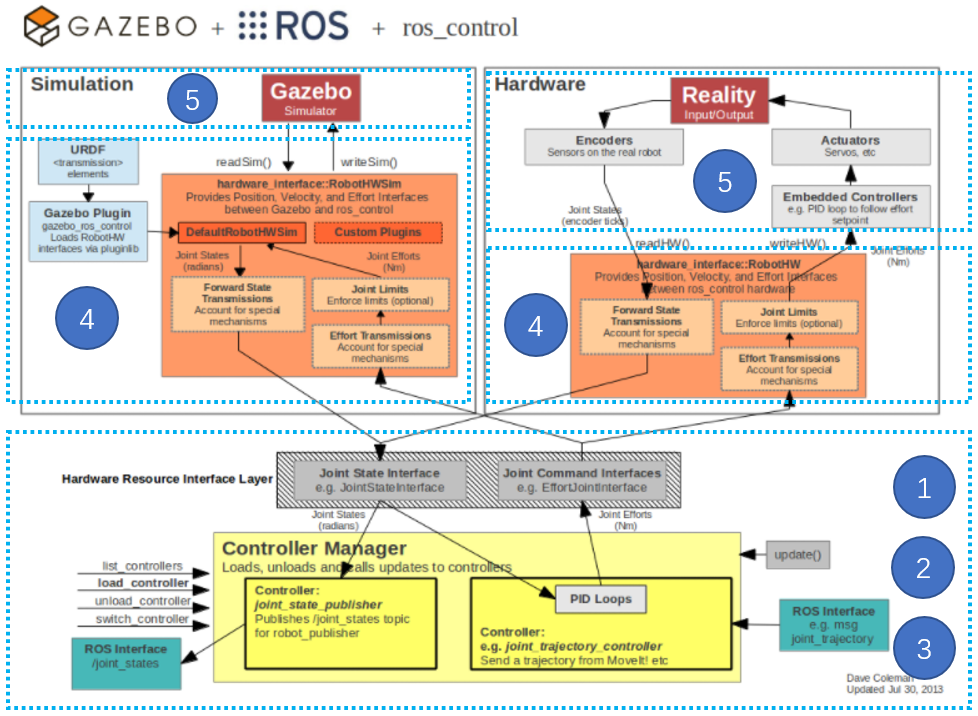 GAZEBO + ROS + ros_control
Simulation
5
Gazebo
Simulator
readSim()
writeSim()
URDF
<transmission>
elements
Gazebo Plugin
gazebo_ros_control
Loads RobotHW
interfaces via pluginlib
4
hardware_interface::RobotHWSim
Provides Position, Velocity, and Effort Interfaces
between Gazebo and ros_control
DefaultRobotHWSim
Custom Plugins
Joint States
(radians)
Joint Efforts
(Nm)
Forward State
Transmissions
Account for special
mechanisms
Joint Limits
Enforce limits (optional)
Effort Transmissions
Account for special
mechanisms
Hardware
Reality
Input/Output
Encoders
Sensors on the real robot
Actuators
Servos, etc
5
Embedded Controllers
e.g. PID loop to follow effort
setpoint
Joint States
(encoder ticks)
readHW()
writeHW()
Joint Efforts
(Nm)
4
hardware_interface::RobotHW
Provides Position, Velocity, and Effort Interfaces
between ros_control hardware
Forward State
Transmissions
Account for special
mechanisms
Joint Limits
Enforce limits (optional)
Effort Transmissions
Account for special
mechanisms
Hardware Resource Interface Layer
Joint State Interface
e.g. JointStateInterface
Joint Command Interfaces
e.g. EffortJointInterface
1
Joint States
(radians)
Joint Efforts
(Nm)
Controller Manager
Loads, unloads and calls updates to controllers
update()
2
list_controllers
load_controller
unload_controller
switch_controller
Controller:
joint_state_publisher
Publishes /joint_states topic
for robot_publisher
PID Loops
Controller:
e.g. joint_trajectory_controller
Send a trajectory from MoveIt! etc
ROS Interface
e.g. msg
joint_trajectory
3
ROS Interface
/joint_states
Dave Coleman
Updated Jul 30, 2013